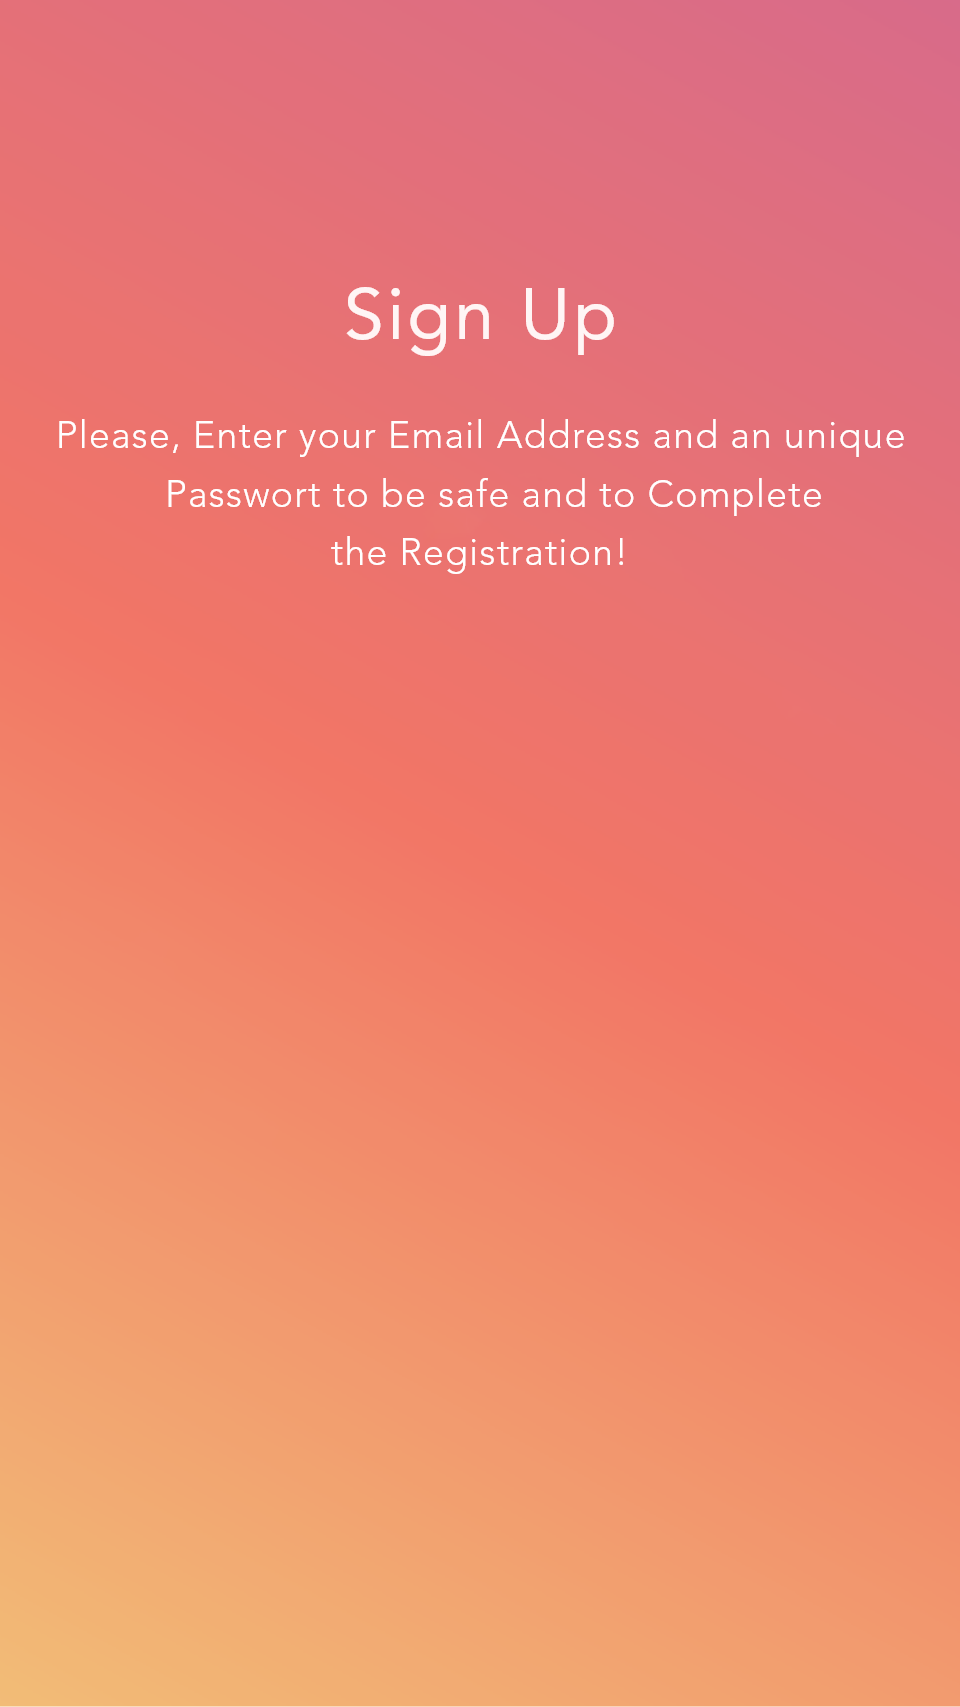 Sign Up
Please, Enter your Email Address and an unique
Passwort to be safe and to Complete
the Registration!